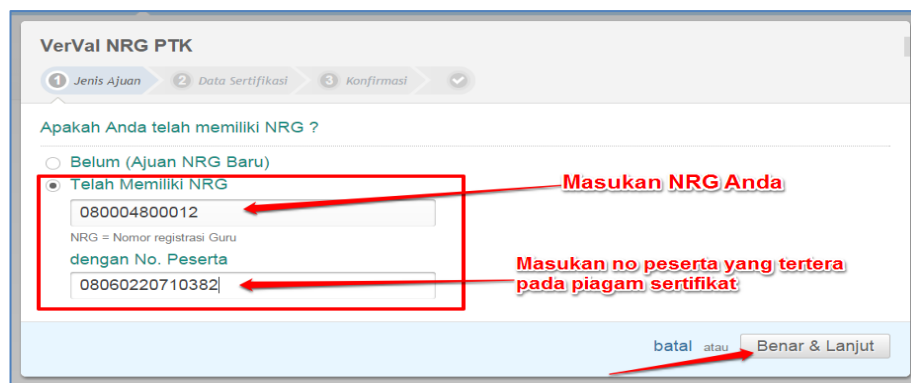 VerVal NRG PTK
1 Jenis Ajuan 2 Data Sertifikasi 3 Konfirmasi
Apakah Anda telah memiliki NRG ?
Belum (Ajuan NRG Baru)
Telah Memiliki NRG
Masukan NRG Anda
080004800012
NRG = Nomor registrasi Guru
dengan No. Peserta
Masukan no peserta yang tertera
pada piagam sertifikat
08060220710382
batal atau Benar & Lanjut